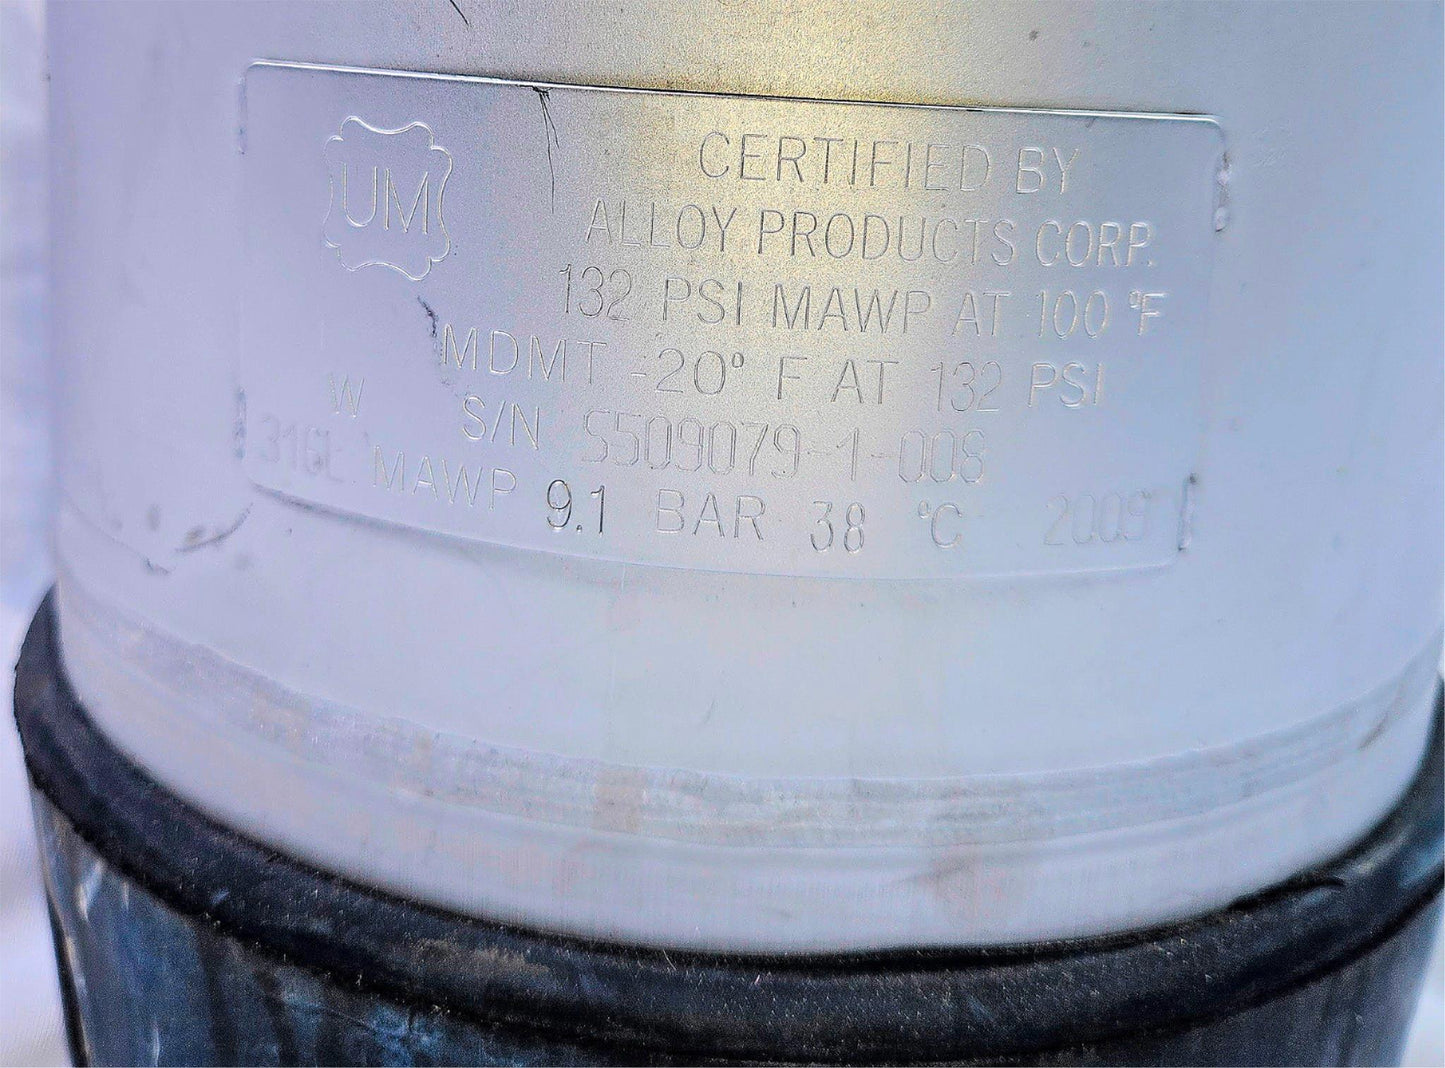 UM
CERTIFIED BY
ALLOY PRODUCTS CORP.
132 PSI MAWP AT 100 °F
MDMT -20° F AT 132 PSI
W S/N S509079-1-008
316L MAWP 9.1 BAR 38 °C 2009